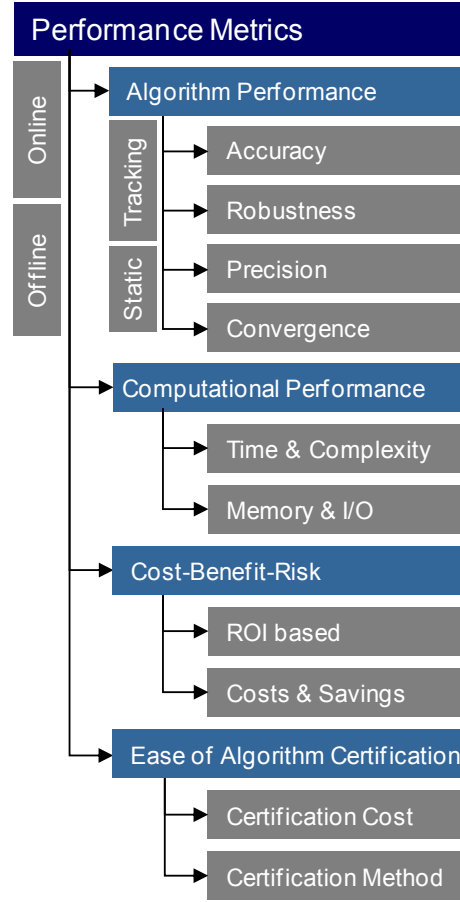 Performance Metrics
Online
Offline
Algorithm Performance
Tracking
Static
Accuracy
Robustness
Precision
Convergence
Computational Performance
Time & Complexity
Memory & I/O
Cost-Benefit-Risk
ROI based
Costs & Savings
Ease of Algorithm Certification
Certification Cost
Certification Method